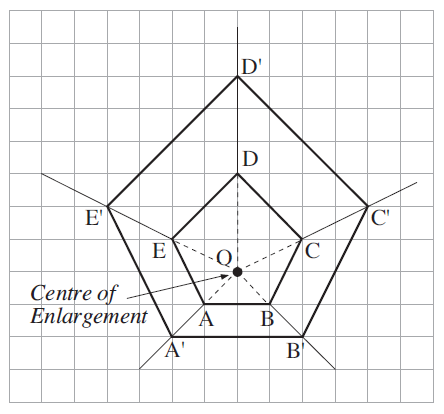 D'
D
E'
C'
E
O
C
Centre of
Enlargement
A
B
A'
B'